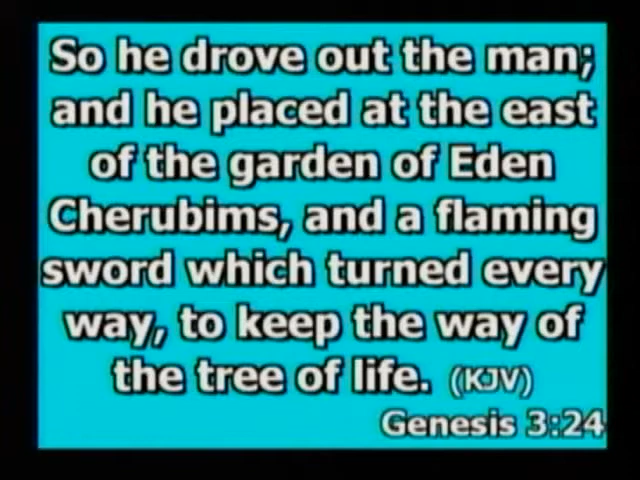 So he drove out the man;
and he placed at the east
of the garden of Eden
Cherubims, and a flaming
sword which turned every
way, to keep the way of
the tree of life. (KJV)
Genesis 3:24